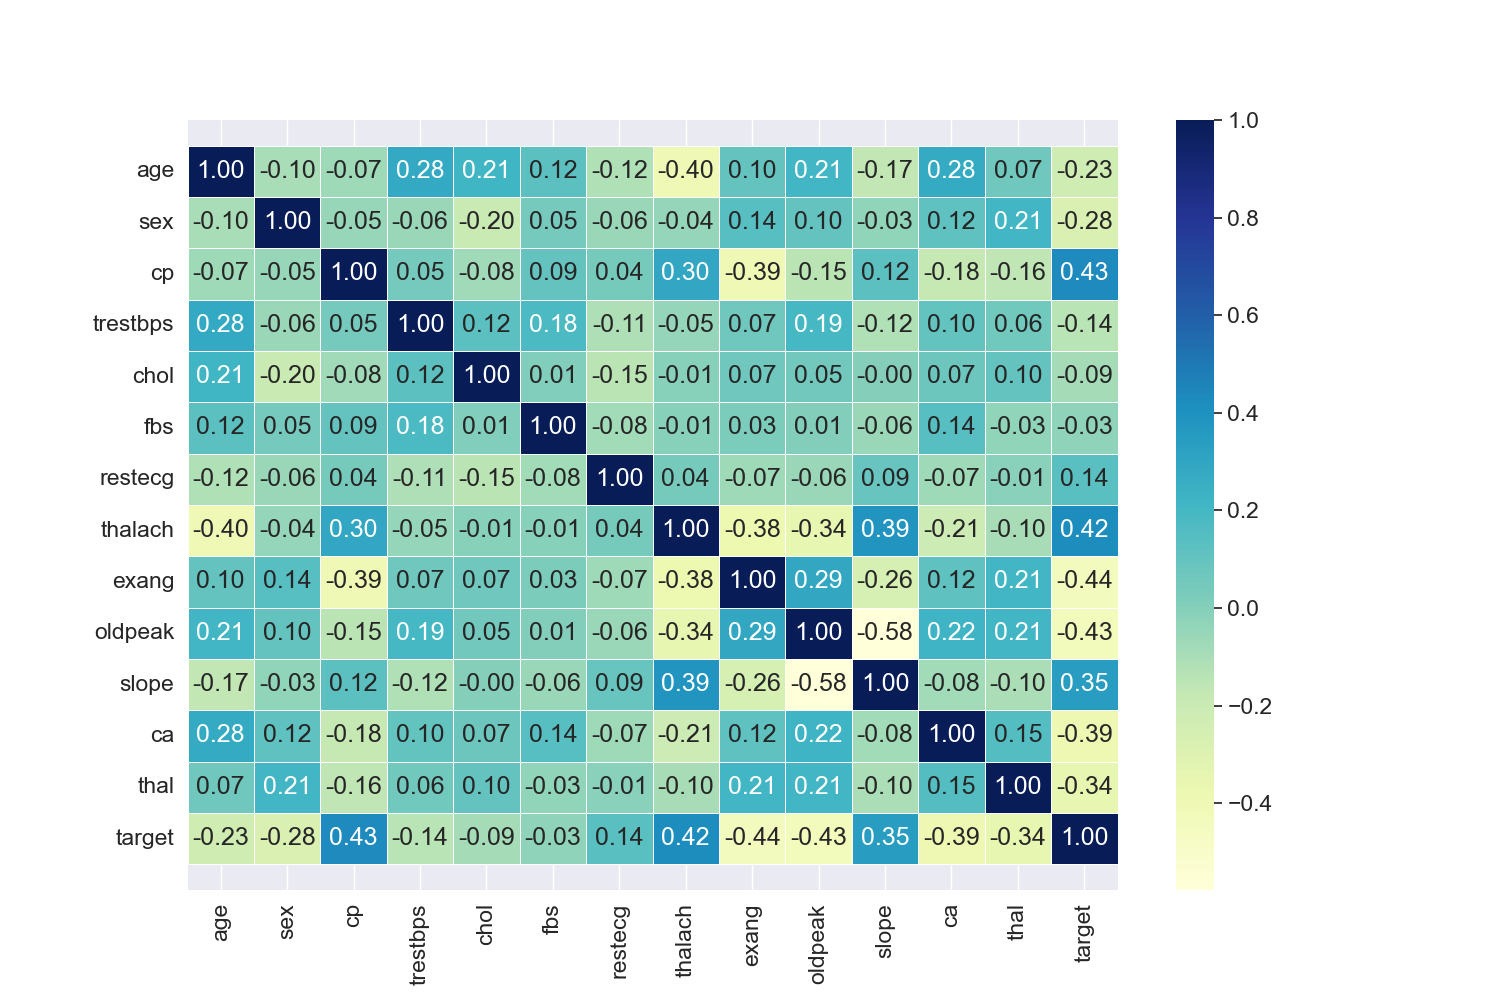 1.0
age 1.00 -0.10 -0.07 0.28 0.21 0.12 -0.12 -0.40 0.10 0.21 -0.17 0.28 0.07 -0.23
0.8
sex -0.10 1.00 -0.05 -0.06 -0.20 0.05 -0.06 -0.04 0.14 0.10 -0.03 0.12 0.21 -0.28
cp -0.07 -0.05 1.00 0.05 -0.08 0.09 0.04 0.30 -0.39 -0.15 0.12 -0.18 -0.16 0.43
0.6
trestbps 0.28 -0.06 0.05 1.00 0.12 0.18 -0.11 -0.05 0.07 0.19 -0.12 0.10 0.06 -0.14
chol 0.21 -0.20 -0.08 0.12 1.00 0.01 -0.15 -0.01 0.07 0.05 -0.00 0.07 0.10 -0.09
0.4
fbs 0.12 0.05 0.09 0.18 0.01 1.00 -0.08 -0.01 0.03 0.01 -0.06 0.14 -0.03 -0.03
restecg -0.12 -0.06 0.04 -0.11 -0.15 -0.08 1.00 0.04 -0.07 -0.06 0.09 -0.07 -0.01 0.14
0.2
thalach -0.40 -0.04 0.30 -0.05 -0.01 -0.01 0.04 1.00 -0.38 -0.34 0.39 -0.21 -0.10 0.42
exang 0.10 0.14 -0.39 0.07 0.07 0.03 -0.07 -0.38 1.00 0.29 -0.26 0.12 0.21 -0.44
0.0
oldpeak 0.21 0.10 -0.15 0.19 0.05 0.01 -0.06 -0.34 0.29 1.00 -0.58 0.22 0.21 -0.43
slope -0.17 -0.03 0.12 -0.12 -0.00 -0.06 0.09 0.39 -0.26 -0.58 1.00 -0.08 -0.10 0.35
−0.2
ca 0.28 0.12 -0.18 0.10 0.07 0.14 -0.07 -0.21 0.12 0.22 -0.08 1.00 0.15 -0.39
thal 0.07 0.21 -0.16 0.06 0.10 -0.03 -0.01 -0.10 0.21 0.21 -0.10 0.15 1.00 -0.34
−0.4
target -0.23 -0.28 0.43 -0.14 -0.09 -0.03 0.14 0.42 -0.44 -0.43 0.35 -0.39 -0.34 1.00
age sex cp trestbps chol fbs restecg thalach exang oldpeak slope ca thal target